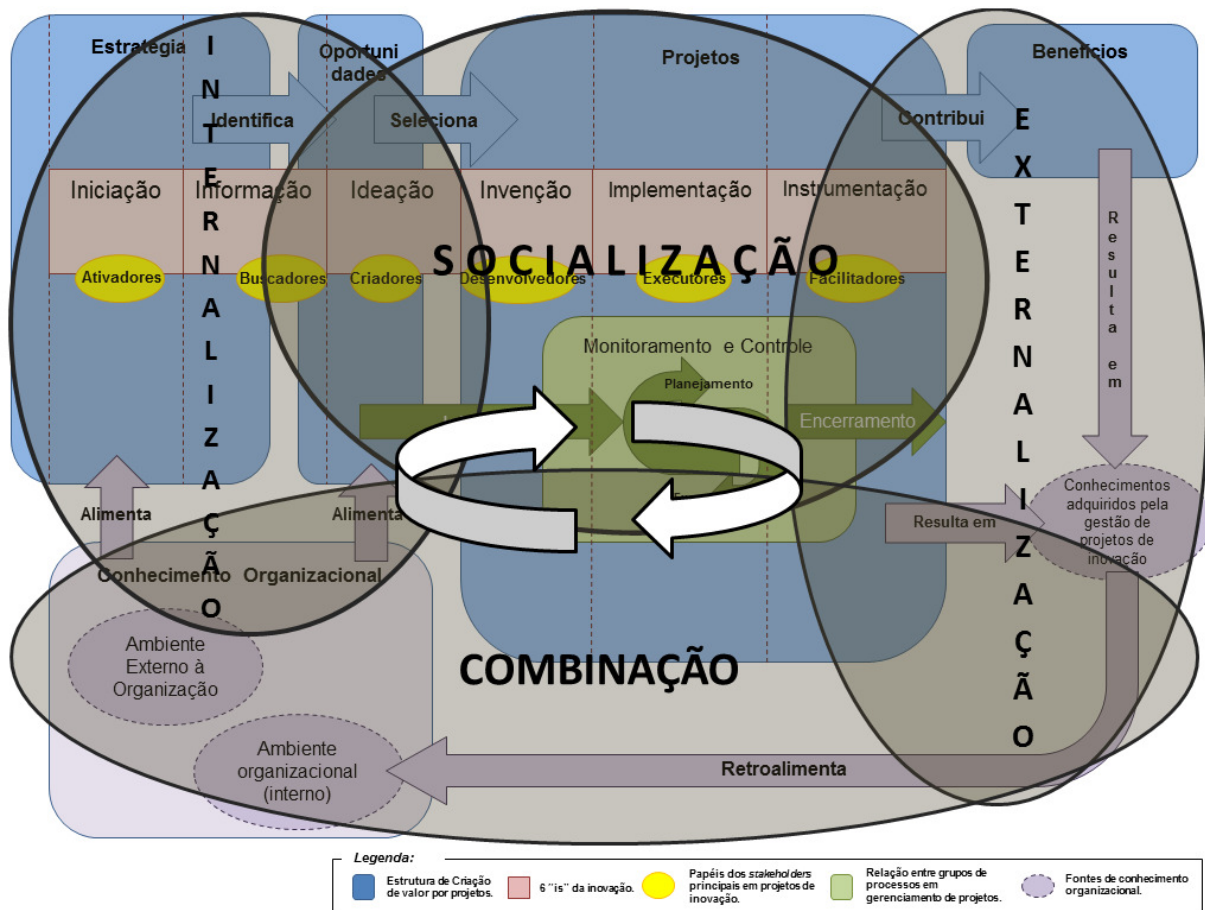 Estratégia
Oportuni
dades
Projetos
Benefícios
Identifica
Seleciona
Contribui
INTERNALIZAÇÃO
EXTERNALIZAÇÃO
Iniciação
Informação
Ideação
Invenção
Implementação
Instrumentação
SOCIALIZAÇÃO
Ativadores
Buscadores
Criadores
Desenvolvedores
Executores
Facilitadores
Resulta em
Monitoramento e Controle
Planejamento
Encerramento
Alimenta
Alimenta
Resulta em
Conhecimentos
adquiridos pela
gestão de
projetos de
inovação
Conhecimento Organizacional
Ambiente
Externo à
Organização
COMBINAÇÃO
Ambiente
organizacional
(interno)
Retroalimenta
Legenda:
Estrutura de Criação
de valor por projetos.
6 "is" da inovação.
Papéis dos stakeholders
principais em projetos de
inovação.
Relação entre grupos de
processos em
gerenciamento de projetos.
Fontes de conhecimento
organizacional.